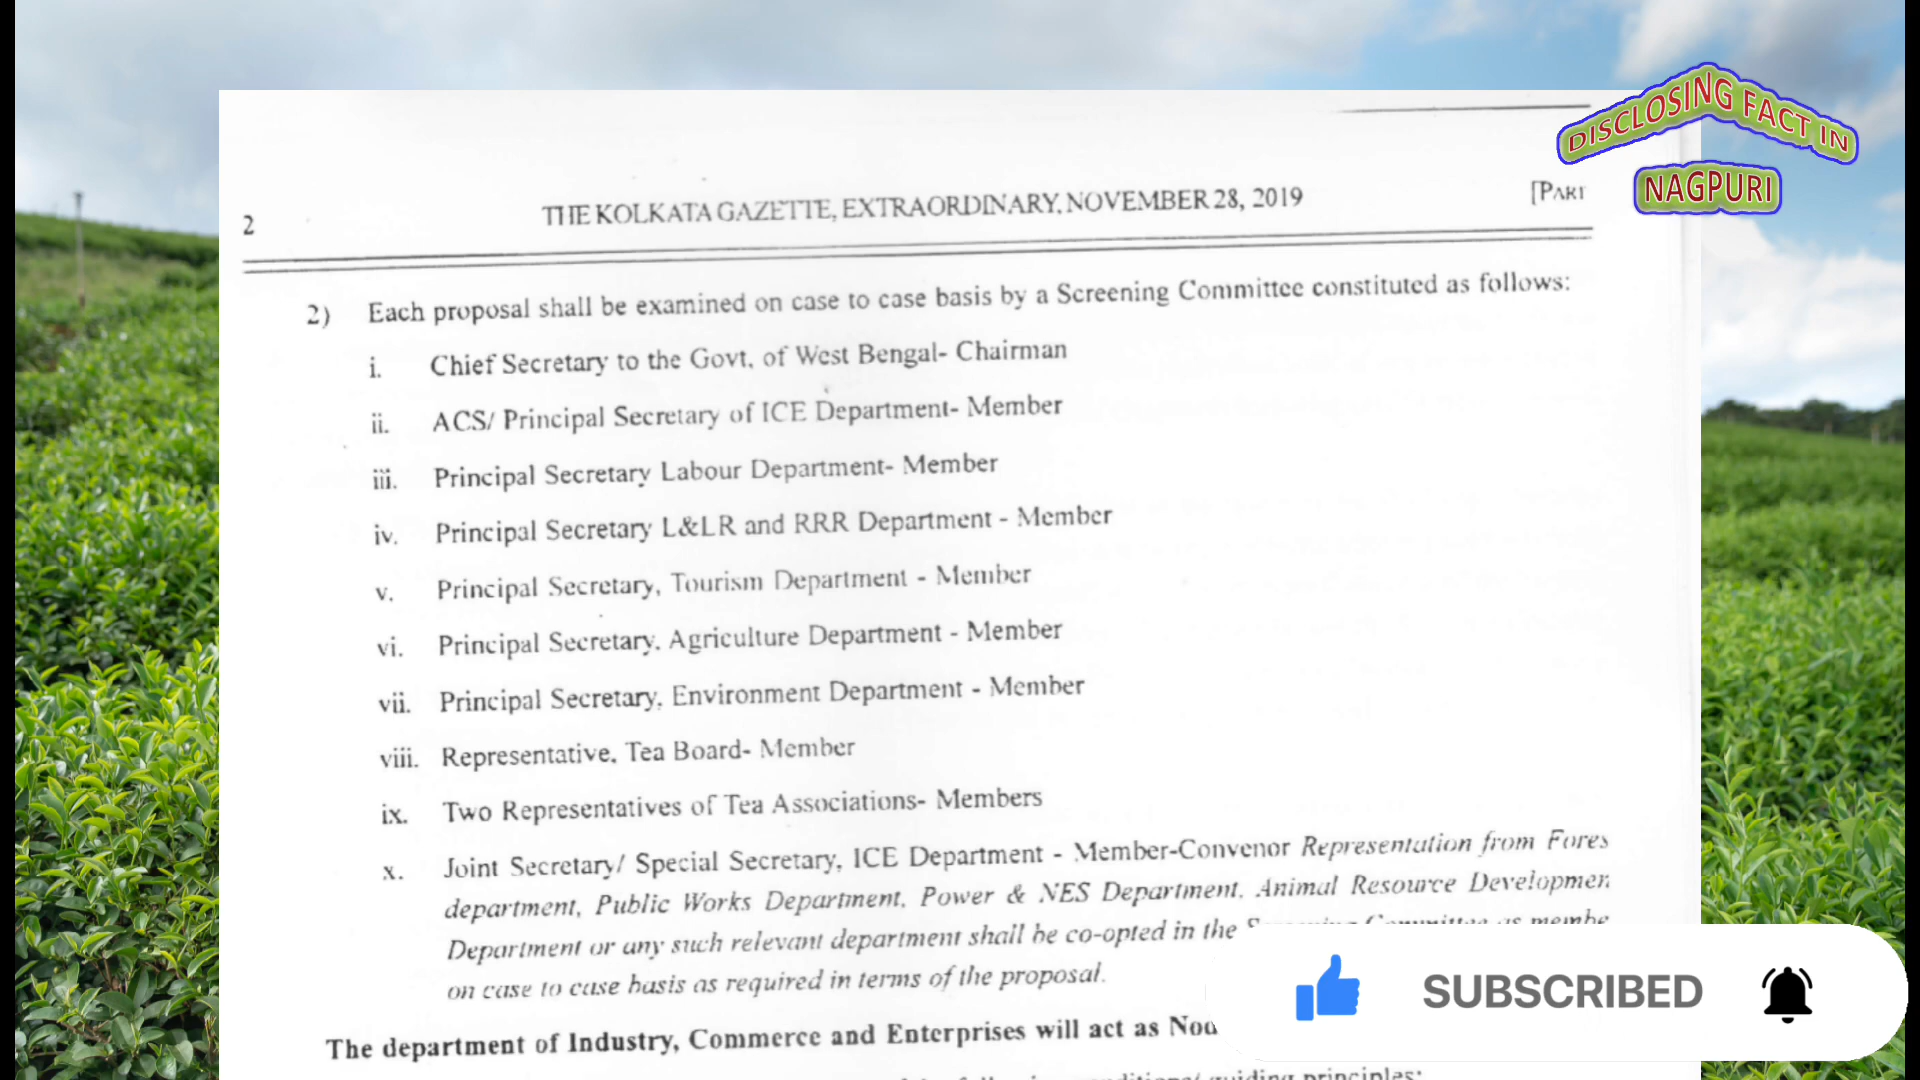 DISCLOSING FACT IN
NAGPURI
2 THE KOLKATA GAZETTE, EXTRAORDINARY, NOVEMBER 28, 2019 [PART
2) Each proposal shall be examined on case to case basis by a Screening Committee constituted as follows:
i. Chief Secretary to the Govt. of West Bengal- Chairman
ii. ACS/ Principal Secretary of ICE Department- Member
iii. Principal Secretary Labour Department- Member
iv. Principal Secretary L&LR and RRR Department - Member
v. Principal Secretary, Tourism Department - Member
vi. Principal Secretary, Agriculture Department - Member
vii. Principal Secretary, Environment Department - Member
viii. Representative, Tea Board- Member
ix. Two Representatives of Tea Associations- Members
x. Joint Secretary/ Special Secretary, ICE Department - Member-Convenor Representation from Fores
department, Public Works Department, Power & NES Department, Animal Resource Developmen
Department or any such relevant department shall be co-opted in the Screening Committee as membe
on case to case basis as required in terms of the proposal.
The department of Industry, Commerce and Enterprises will act as
principles:
SUBSCRIBED